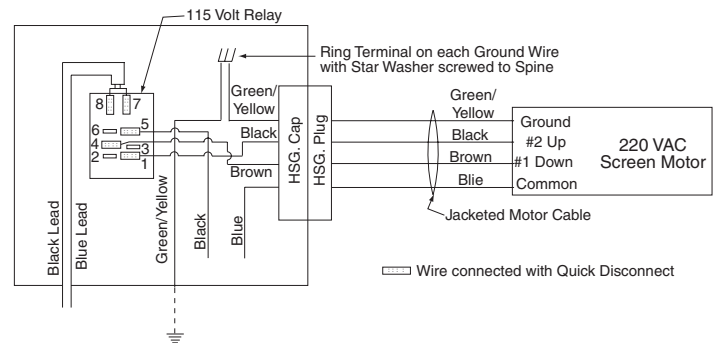 115 Volt Relay
Ring Terminal on each Ground Wire
with Star Washer screwed to Spine
Green/
Yellow
Black
Brown
8 7
6 5
4 3
2 1
HSG. Cap
HSG. Plug
Green/
Yellow
Black
Brown
Blie
Ground
#2 Up
#1 Down
Common
220 VAC
Screen Motor
Jacketed Motor Cable
Black Lead
Blue Lead
Green/Yellow
Black
Blue
Wire connected with Quick Disconnect